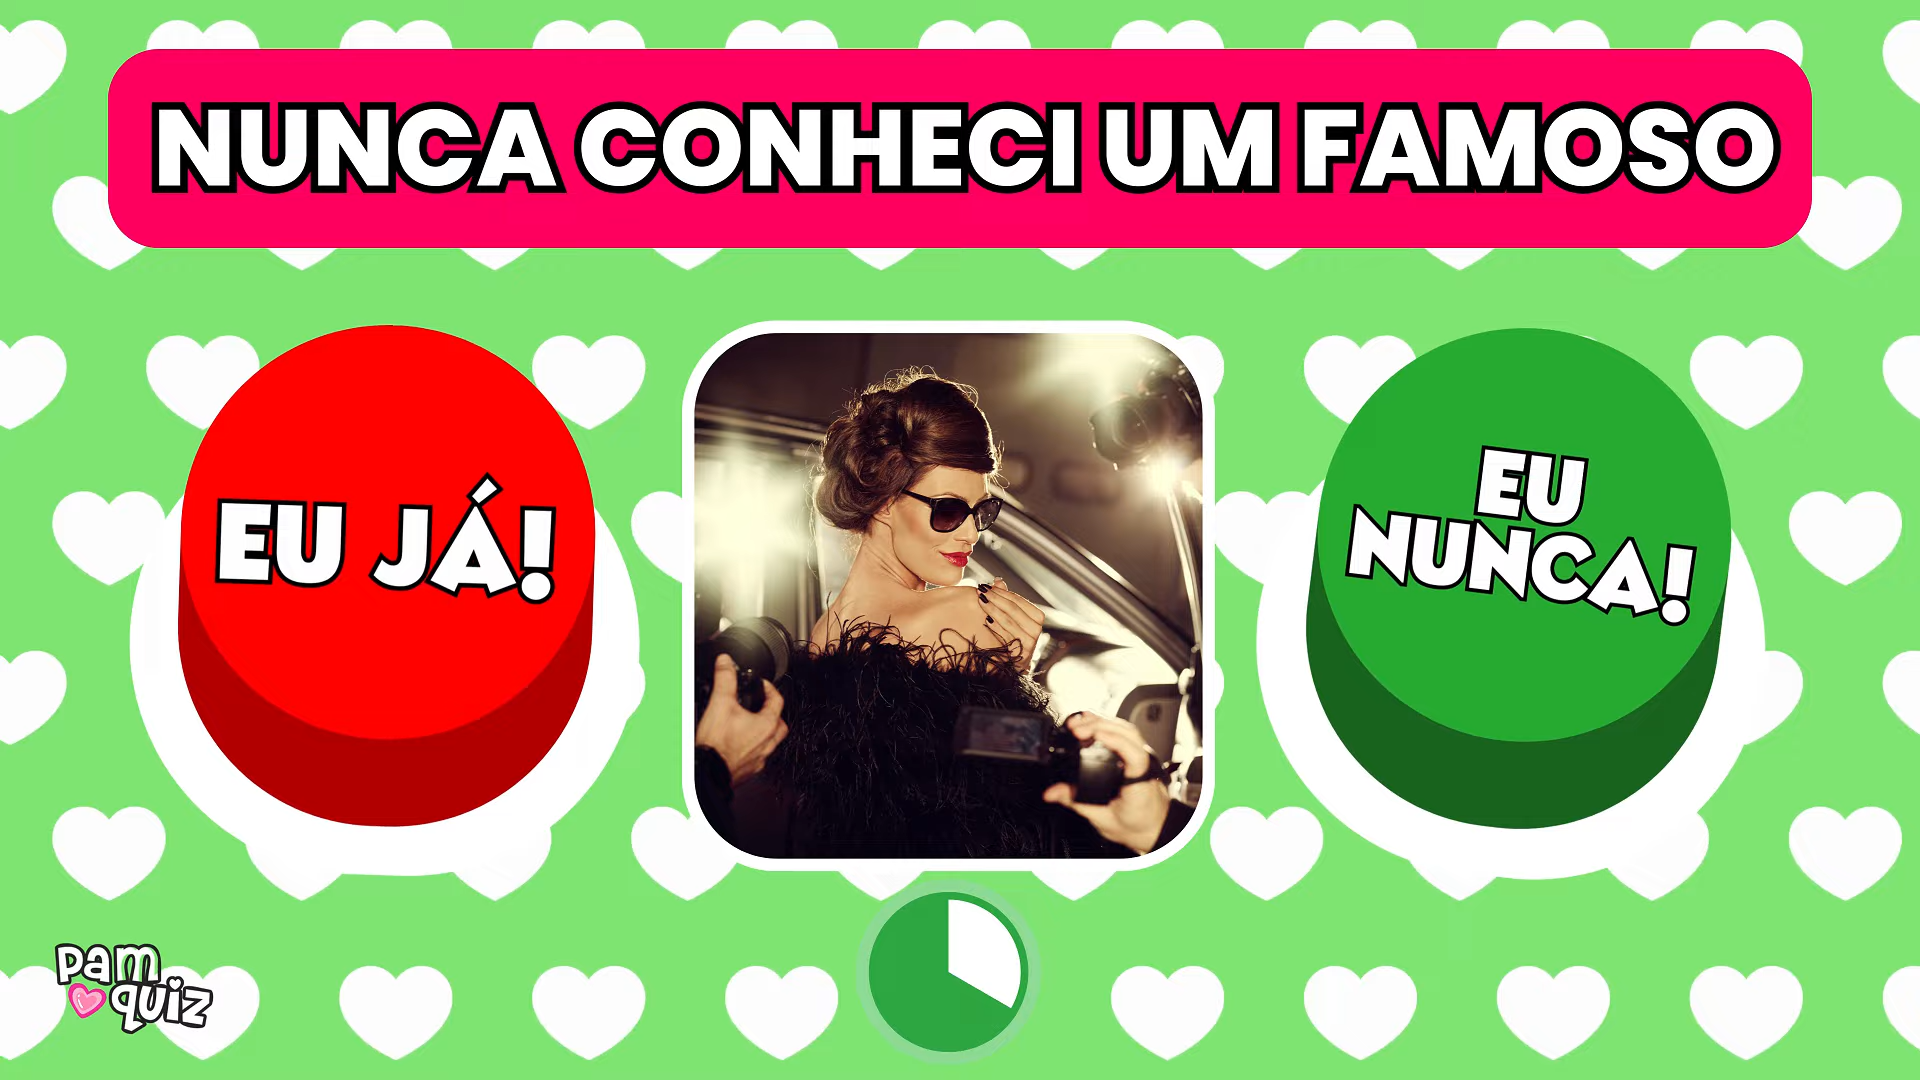 NUNCA CONHECI UM FAMOSO
EU JÁ!
EU
NUNCA!
pam
quiz